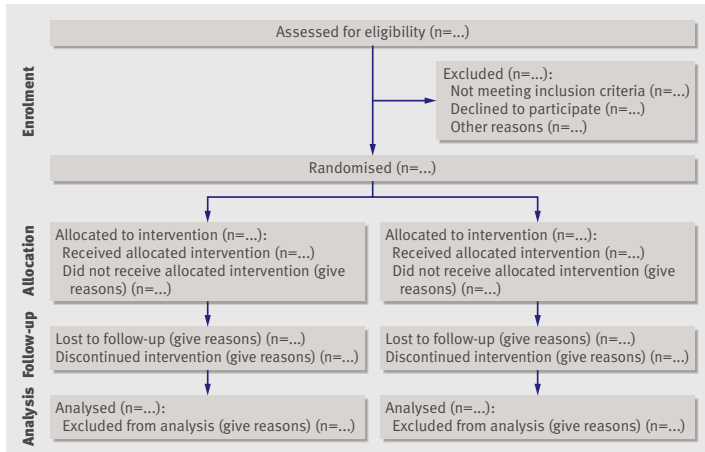 Enrolment
Assessed for eligibility (n=...)
Excluded (n=...):
Not meeting inclusion criteria (n=...)
Declined to participate (n=...)
Other reasons (n=...)
Randomised (n=...)
Allocation
Allocated to intervention (n=...):
Received allocated intervention (n=...)
Did not receive allocated intervention (give
reasons) (n=...)
Allocated to intervention (n=...):
Received allocated intervention (n=...)
Did not receive allocated intervention (give
reasons) (n=...)
Follow-up
Lost to follow-up (give reasons) (n=...)
Discontinued intervention (give reasons) (n=...)
Lost to follow-up (give reasons) (n=...)
Discontinued intervention (give reasons) (n=...)
Analysis
Analysed (n=...):
Excluded from analysis (give reasons) (n=...)
Analysed (n=...):
Excluded from analysis (give reasons) (n=...)